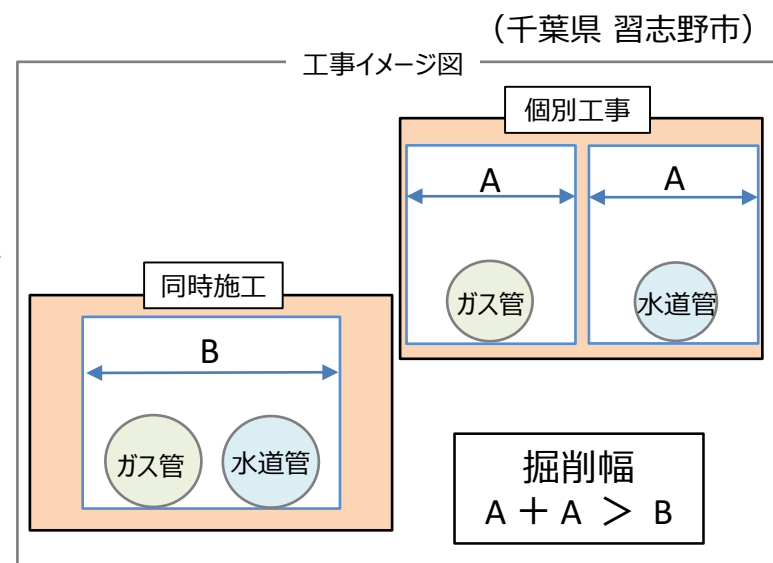 （千葉県 習志野市）
工事イメージ図
個別工事
A
A
ガス管
水道管
同時施工
B
ガス管
水道管
掘削幅
A ＋ A ＞ B